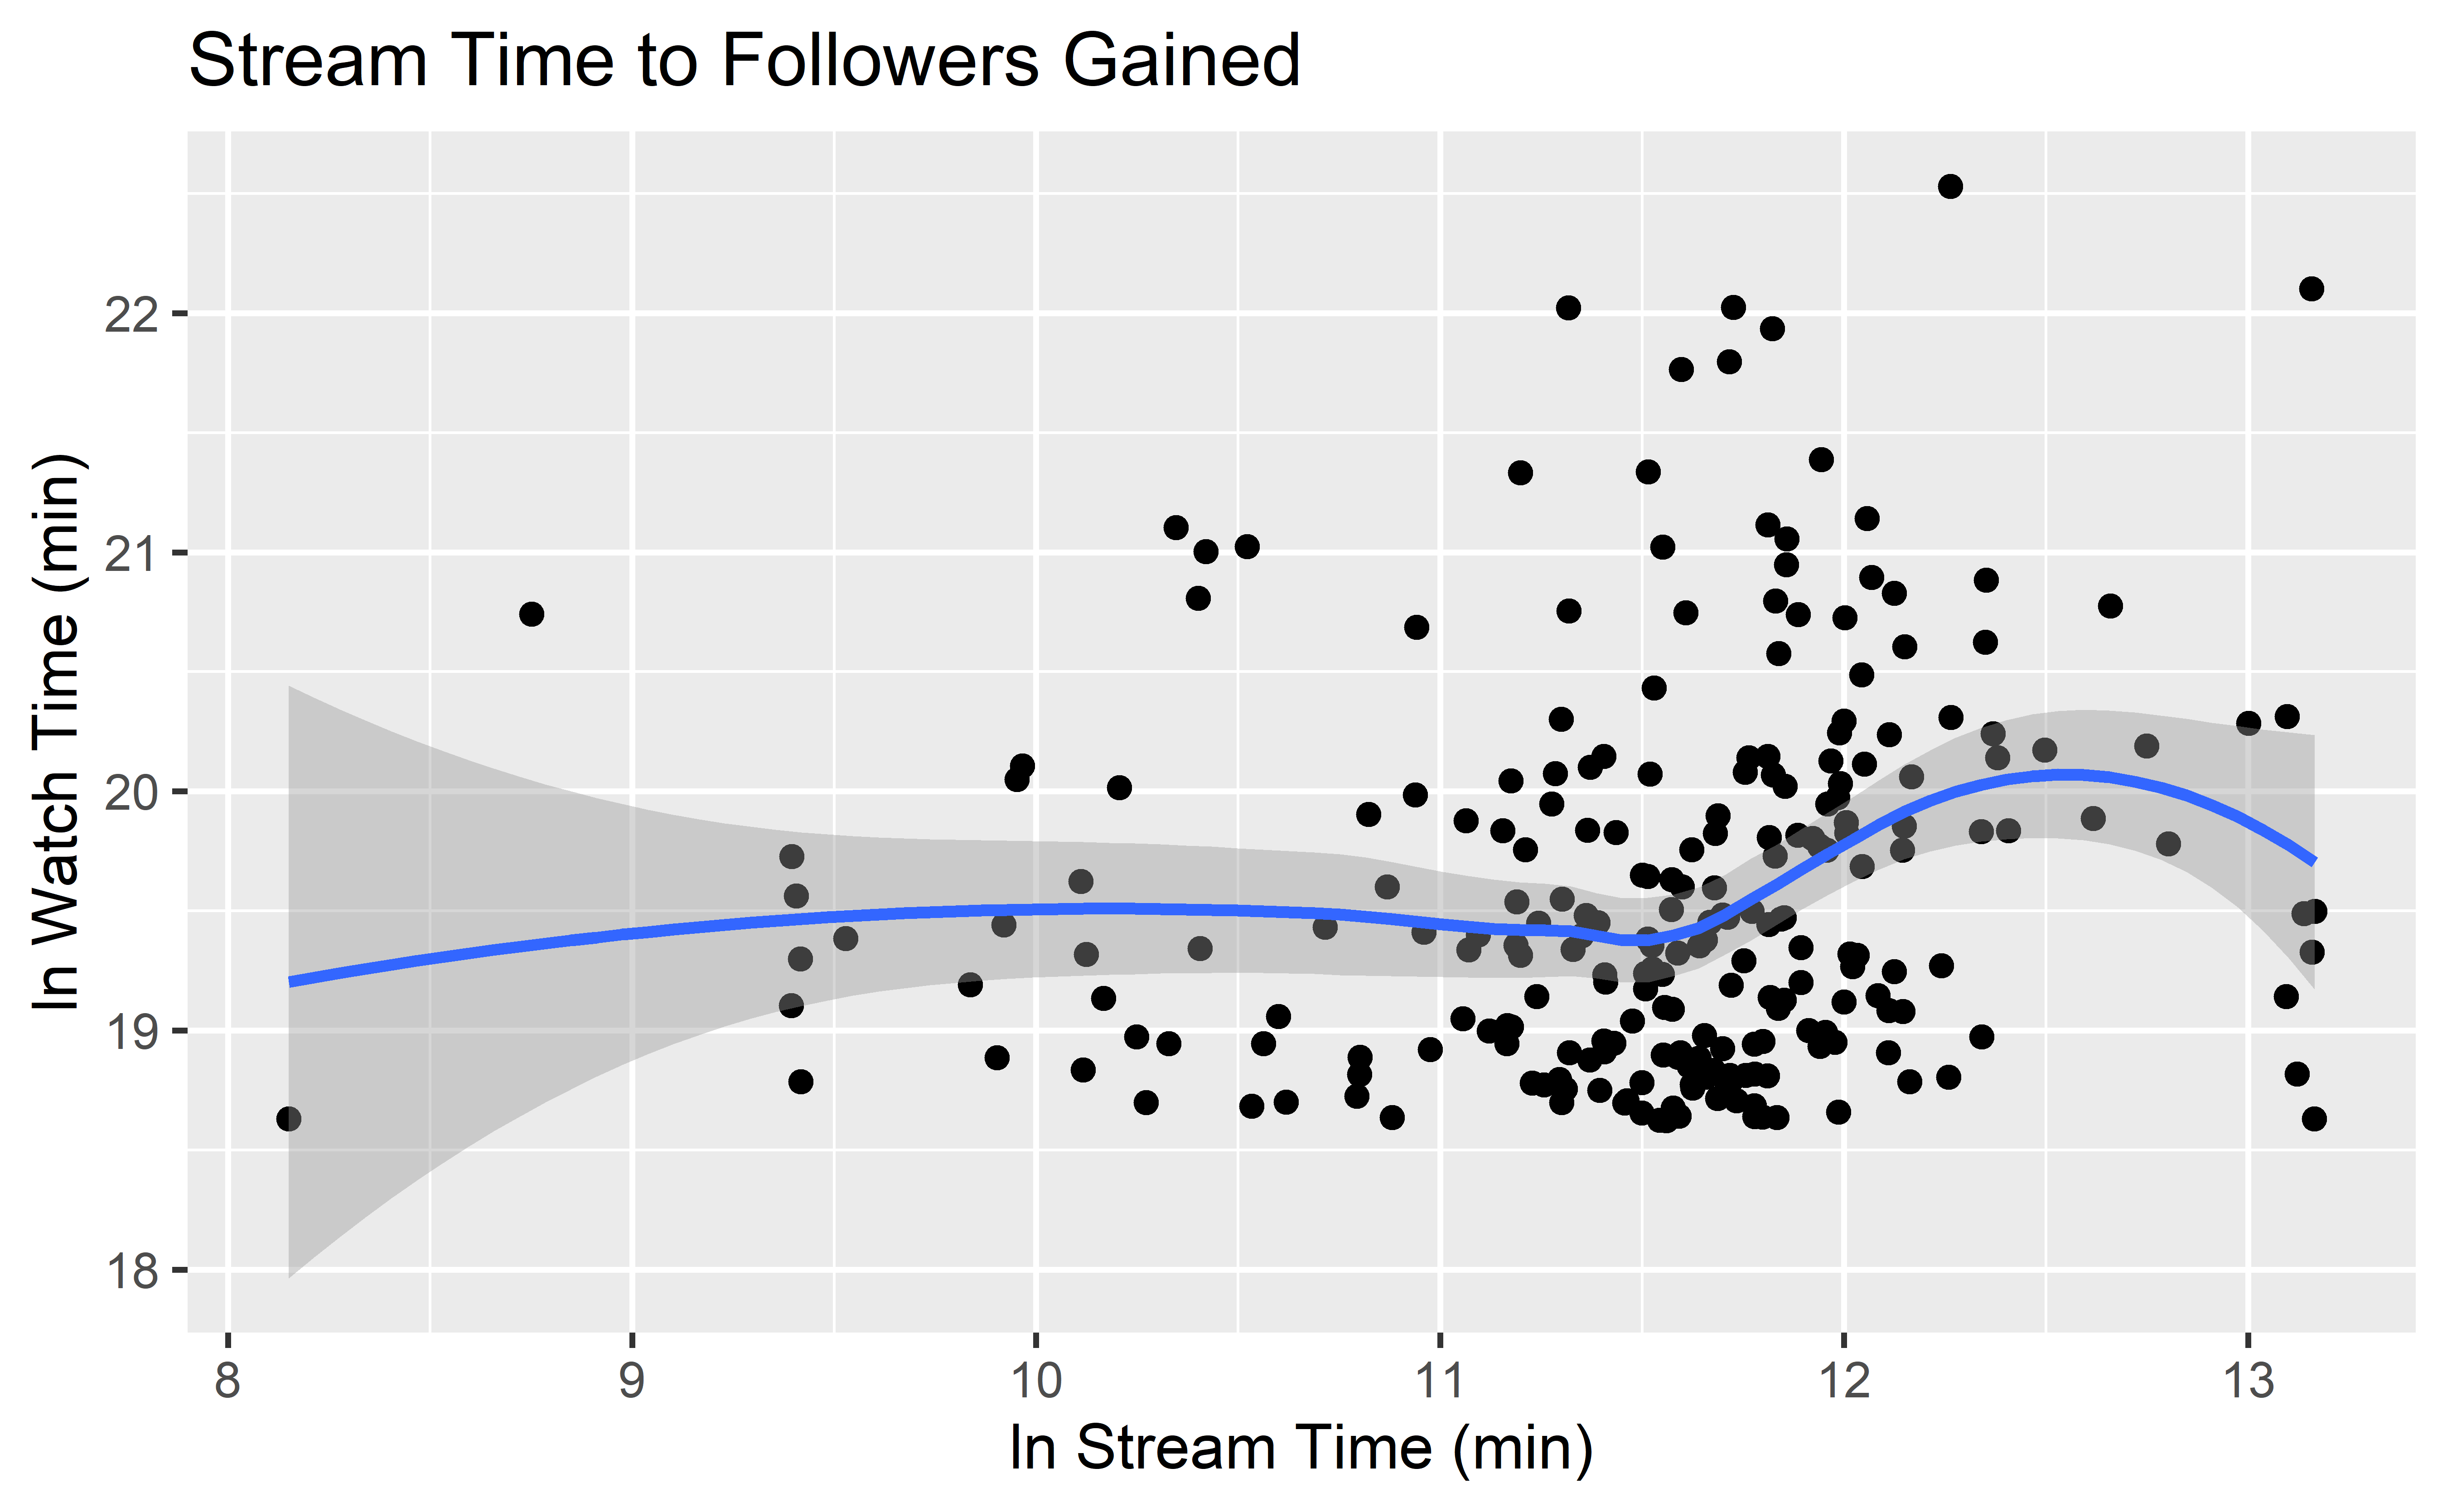 Stream Time to Followers Gained
ln Watch Time (min)
22
21
20
19
18
8 9 10 11 12 13
ln Stream Time (min)